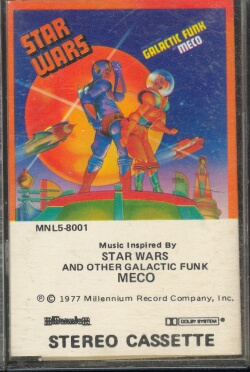 STAR
WARS
GALACTIC FUNK
MECO
MNL5-8001
Music Inspired By
STAR WARS
AND OTHER GALACTIC FUNK
MECO
℗ © 1977 Millennium Record Company, Inc.
Millennium
DOLBY SYSTEM
STEREO CASSETTE